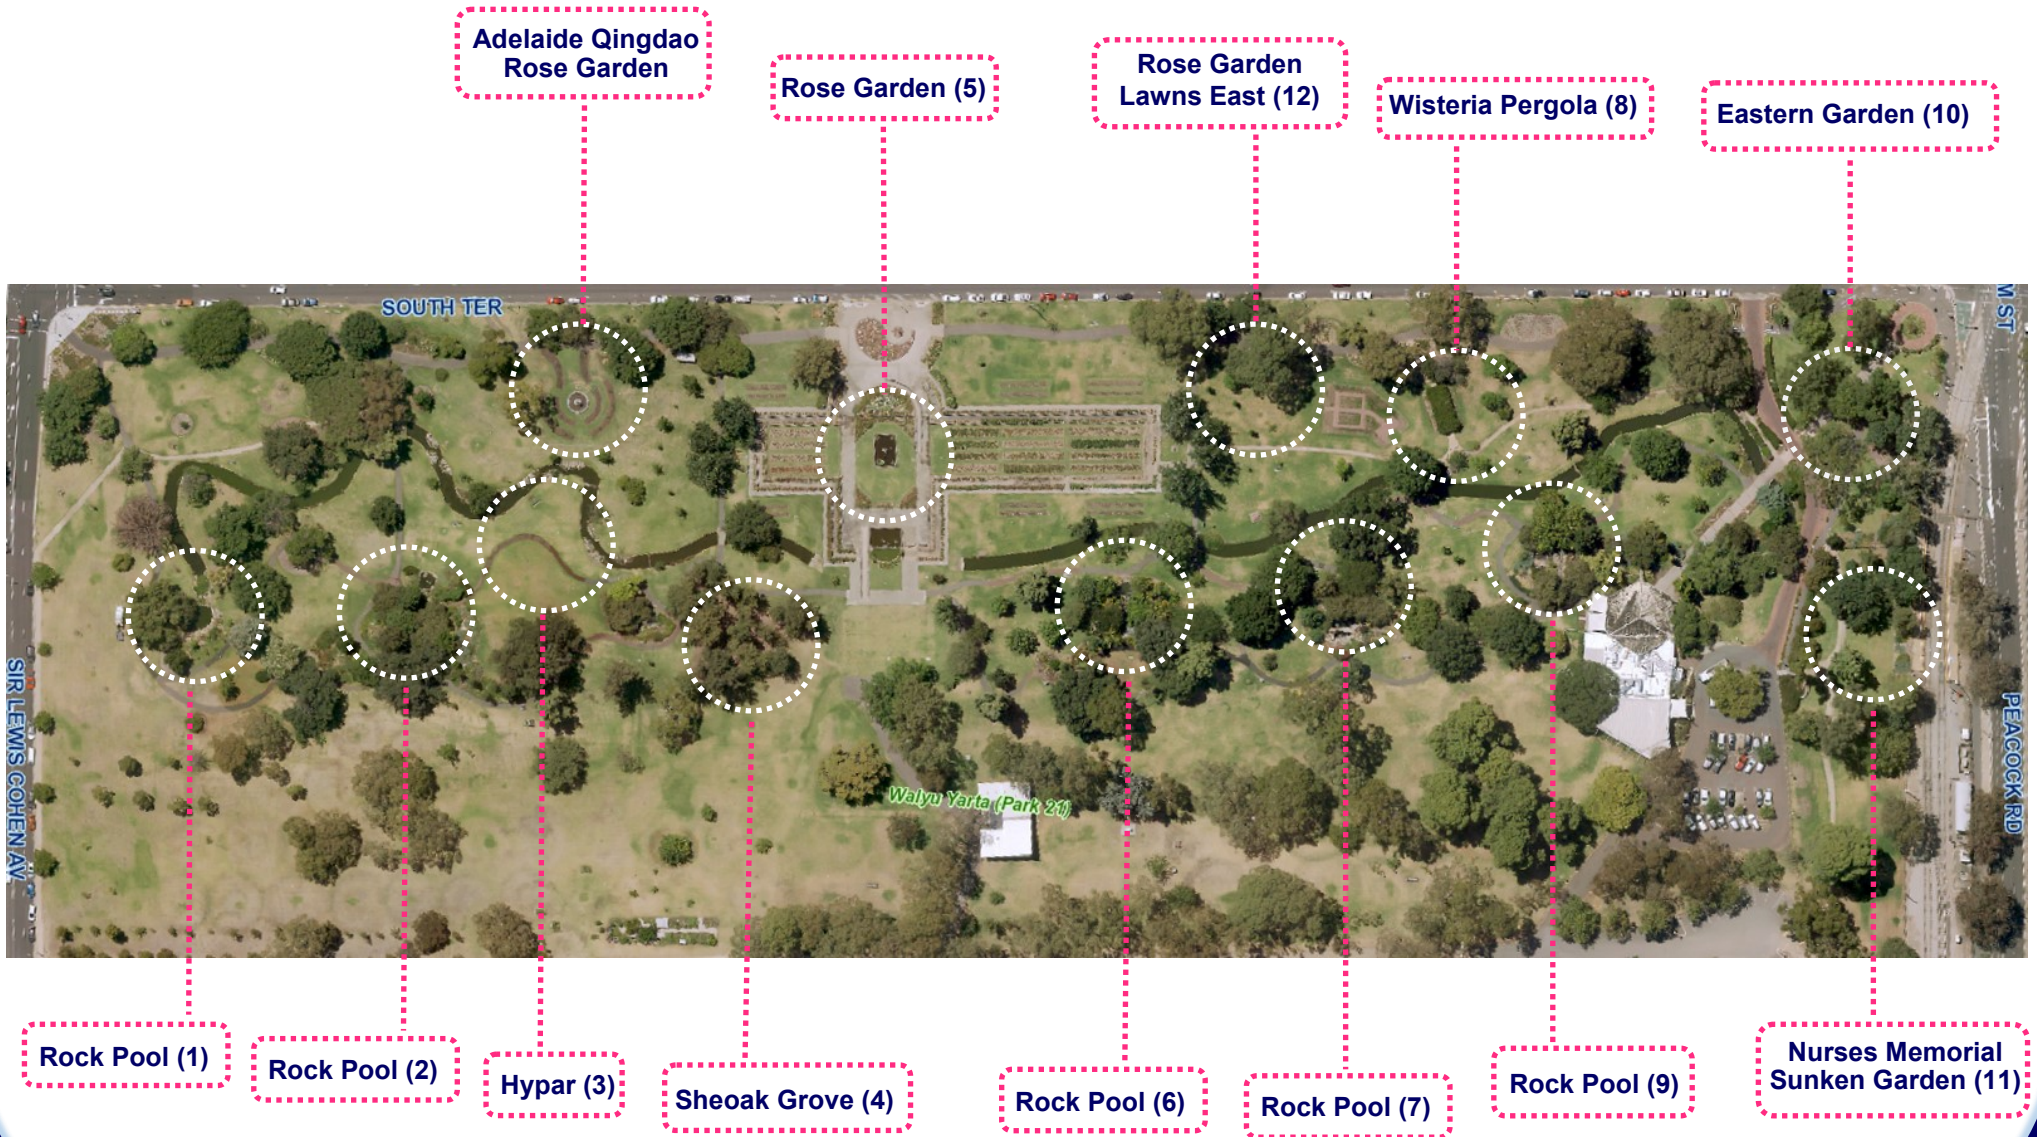 Adelaide Qingdao
Rose Garden
Rose Garden (5)
Rose Garden
Lawns East (12)
Wisteria Pergola (8)
Eastern Garden (10)
SOUTH TER
M ST
SIR LEWIS COHEN AV
PEACOCK RD
Walyu Yarta (Park 21)
Rock Pool (1)
Rock Pool (2)
Hypar (3)
Sheoak Grove (4)
Rock Pool (6)
Rock Pool (7)
Rock Pool (9)
Nurses Memorial
Sunken Garden (11)